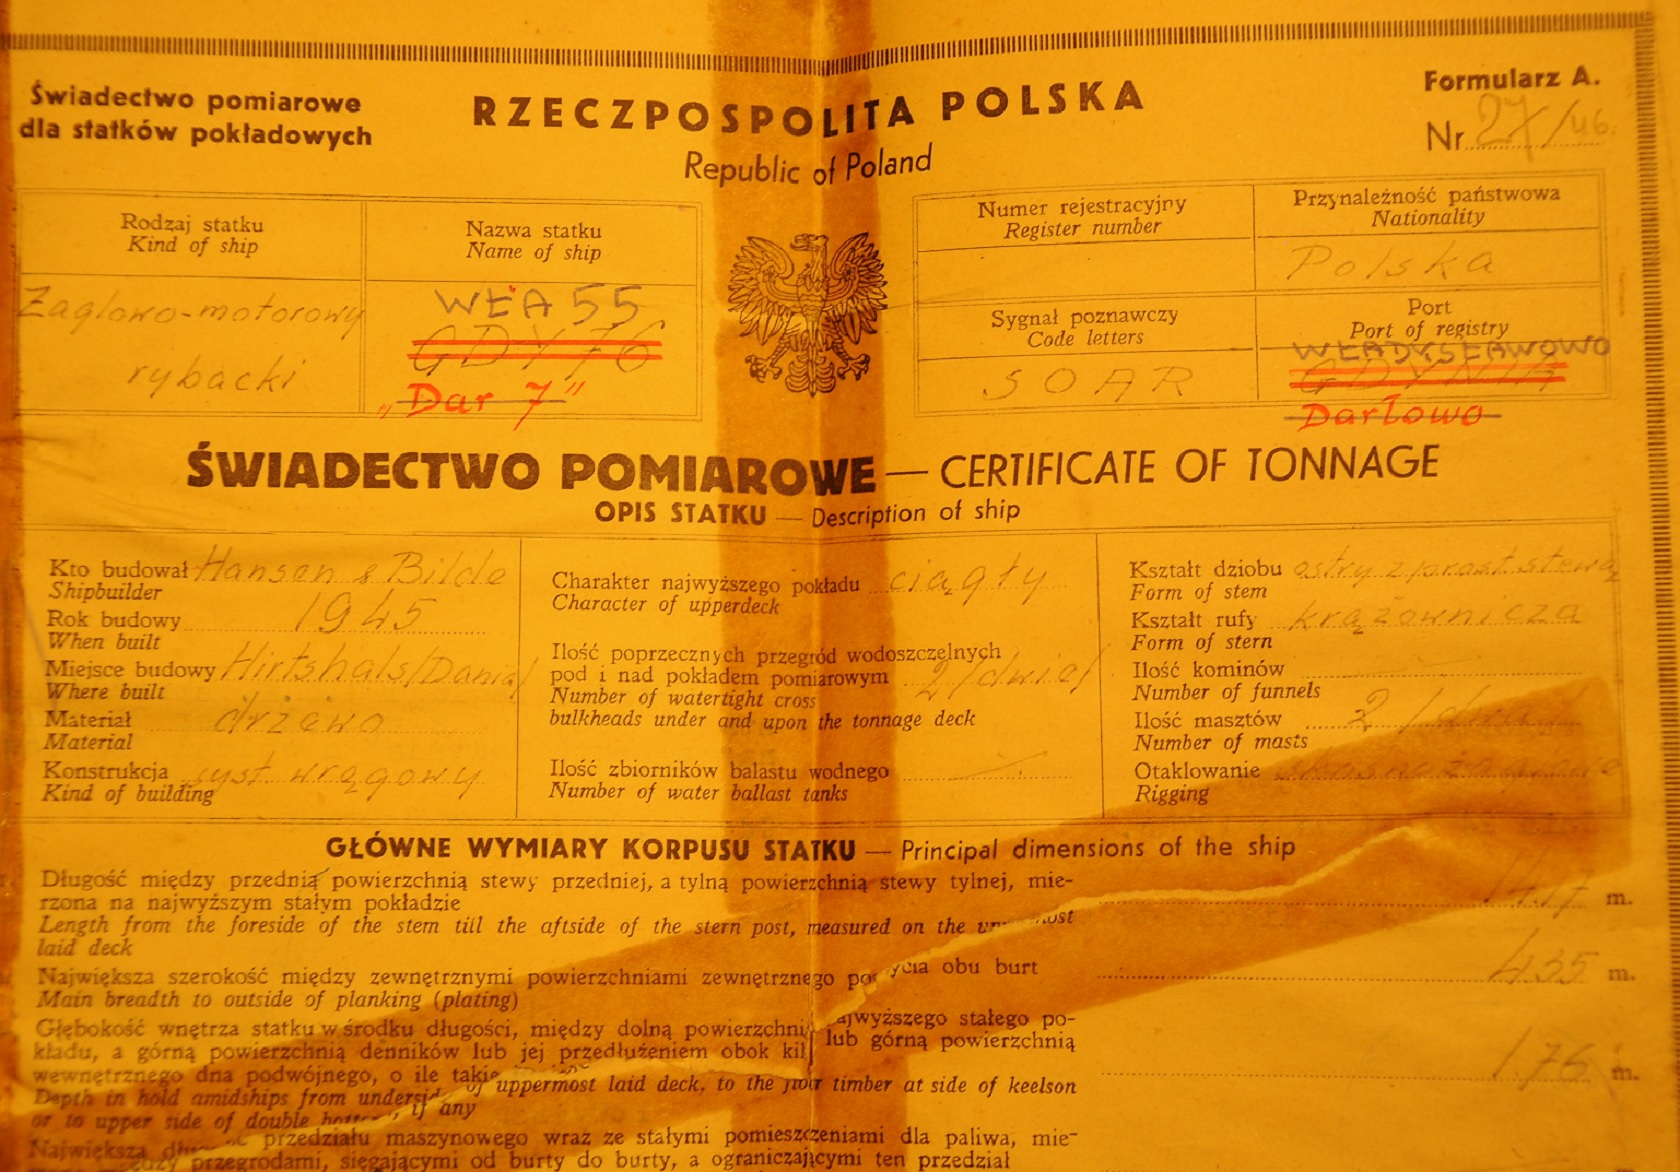 Świadectwo pomiarowe
dla statków pokładowych
RZECZPOSPOLITA POLSKA
Republic of Poland
Formularz A.
Nr 27/46.
Rodzaj statku
Kind of ship
Żaglowo-motorowy
rybacki
Nazwa statku
Name of ship
WŁA 55
GDY 76
„Dar 7”
Numer rejestracyjny
Register number
Przynależność państwowa
Nationality
Polska
Sygnał poznawczy
Code letters
SOAR
Port
Port of registry
WŁADYSŁAWOWO
GDYNIA
Darłowo
ŚWIADECTWO POMIAROWE — CERTIFICATE OF TONNAGE
OPIS STATKU — Description of ship
Kto budował Hansen & Bilde
Shipbuilder
Rok budowy 1945
When built
Miejsce budowy Hirtshals/Dania/
Where built
Materiał drzewo
Material
Konstrukcja syst. wręgowy
Kind of building
Charakter najwyższego pokładu ciągły
Character of upperdeck
Ilość poprzecznych przegród wodoszczelnych
pod i nad pokładem pomiarowym 2/dwie/
Number of watertight cross
bulkheads under and upon the tonnage deck
Ilość zbiorników balastu wodnego —
Number of water ballast tanks
Kształt dziobu ostry z prost. stewą
Form of stem
Kształt rufy krążownicza
Form of stern
Ilość kominów —
Number of funnels
Ilość masztów 2 /dwa/
Number of masts
Otaklowanie
Rigging
GŁÓWNE WYMIARY KORPUSU STATKU — Principal dimensions of the ship
Długość między przednią powierzchnią stewy przedniej, a tylną powierzchnią stewy tylnej, mie-
rzona na najwyższym stałym pokładzie 14.17 m.
Length from the foreside of the stem till the aftside of the stern post, measured on the
laid deck
Największa szerokość między zewnętrznymi powierzchniami zewnętrznego obu burt 4.35 m.
Main breadth to outside of planking (plating)
Głębokość wnętrza statku w środku długości, między dolną powierzchni ajwyższego stałego po-
kładu, a górną powierzchnią denników lub jej przedłużeniem obok kil lub górną powierzchnią
wewnętrznego dna podwójnego, o ile takie 1.76 m.
Depth in hold amidships from undersid of uppermost laid deck, to the timber at side of keelson
or to upper side of double if any
Największa przedziału maszynowego wraz ze stałymi pomieszczeniami dla paliwa, mie-
przegrodami, sięgającymi od burty do burty, a ograniczającymi ten przedział